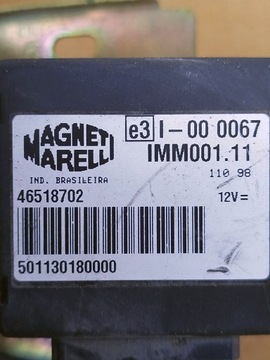 MAGNETI MARELLI
IND. BRASILEIRA
e3 I-00 0067
IMM001.11
110 98
46518702
12V=
501130180000